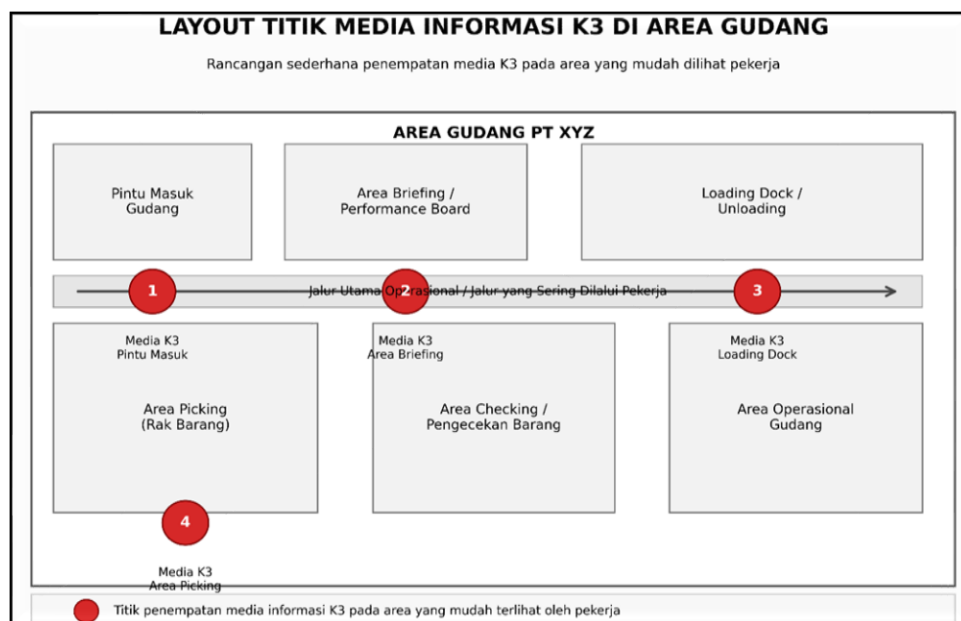 LAYOUT TITIK MEDIA INFORMASI K3 DI AREA GUDANG
Rancangan sederhana penempatan media K3 pada area yang mudah dilihat pekerja
AREA GUDANG PT XYZ
Pintu Masuk
Gudang
Area Briefing /
Performance Board
Loading Dock /
Unloading
1
2
3
Jalur Utama Operasional / Jalur yang Sering Dilalui Pekerja
Media K3
Pintu Masuk
Media K3
Area Briefing
Media K3
Loading Dock
Area Picking
(Rak Barang)
Area Checking /
Pengecekan Barang
Area Operasional
Gudang
4
Media K3
Area Picking
Titik penempatan media informasi K3 pada area yang mudah terlihat oleh pekerja